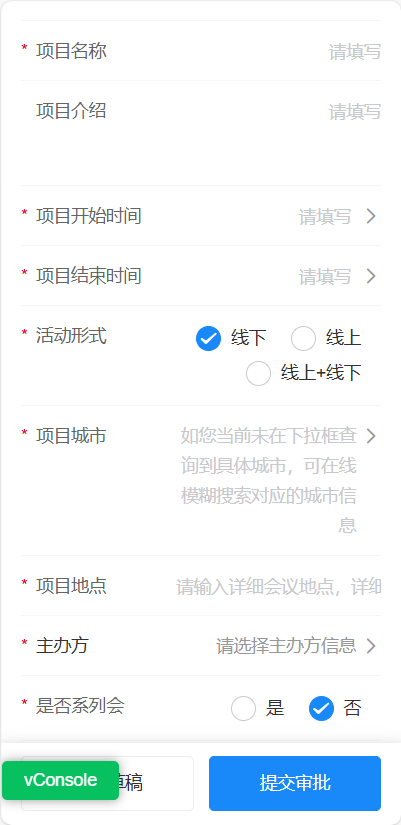 * 项目名称 请填写
项目介绍 请填写
* 项目开始时间 请填写
* 项目结束时间 请填写
* 活动形式 线下 线上
线上+线下
* 项目城市 如您当前未在下拉框查
询到具体城市，可在线
模糊搜索对应的城市信
息
* 项目地点 请输入详细会议地点，详细
* 主办方 请选择主办方信息
* 是否系列会 是 否
vConsole 稿 提交审批